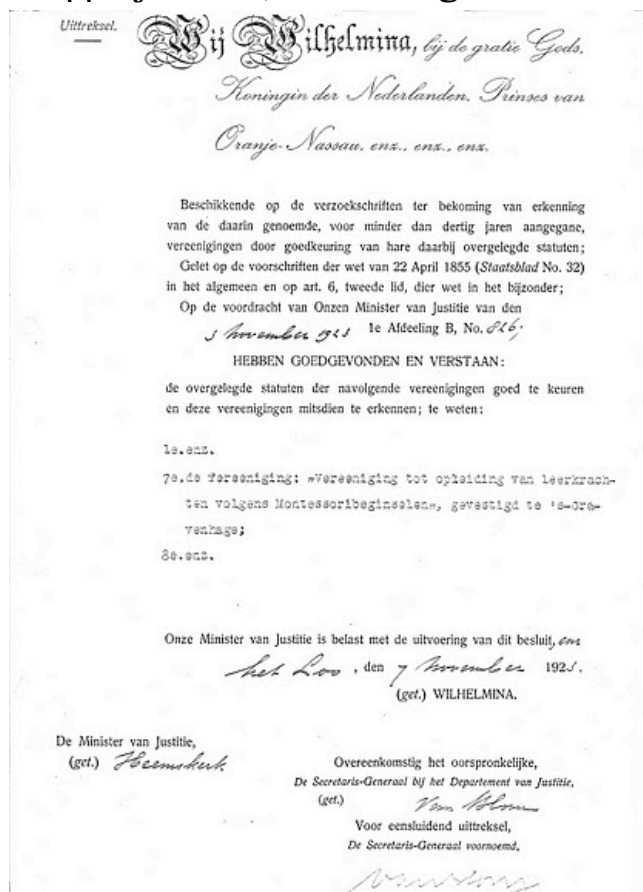 Uittreksel.
Wij Wilhelmina, bij de gratie Gods,
Koningin der Nederlanden, Prinses van
Oranje-Nassau, enz., enz., enz.
Beschikkende op de verzoekschriften ter bekoming van erkenning
van de daarin genoemde, voor minder dan dertig jaren aangegane,
vereenigingen door goedkeuring van hare daarbij overgelegde statuten;
Gelet op de voorschriften der wet van 22 April 1855 (Staatsblad No. 32)
in het algemeen en op art. 6, tweede lid, dier wet in het bijzonder;
Op de voordracht van Onzen Minister van Justitie van den
November 1e Afdeeling B, No. 826;
HEBBEN GOEDGEVONDEN EN VERSTAAN:
de overgelegde statuten der navolgende vereenigingen goed te keuren
en deze vereenigingen mitsdien te erkennen; te weten:
1e.enz.
7e.de Vereeniging: »Vereeniging tot opleiding van leerkrach-
ten volgens Montessoribeginselen», gevestigd te 's-Gra-
venhage;
8e.enz.
Onze Minister van Justitie is belast met de uitvoering van dit besluit, enz
het Loo, den 7 November
(get.) WILHELMINA.
De Minister van Justitie,
(get.) Heemskerk
Overeenkomstig het oorspronkelijke,
De Secretaris-Generaal bij het Departement van Justitie,
(get.) Van Blom
Voor eensluidend uittreksel,
De Secretaris-Generaal voornoemd,